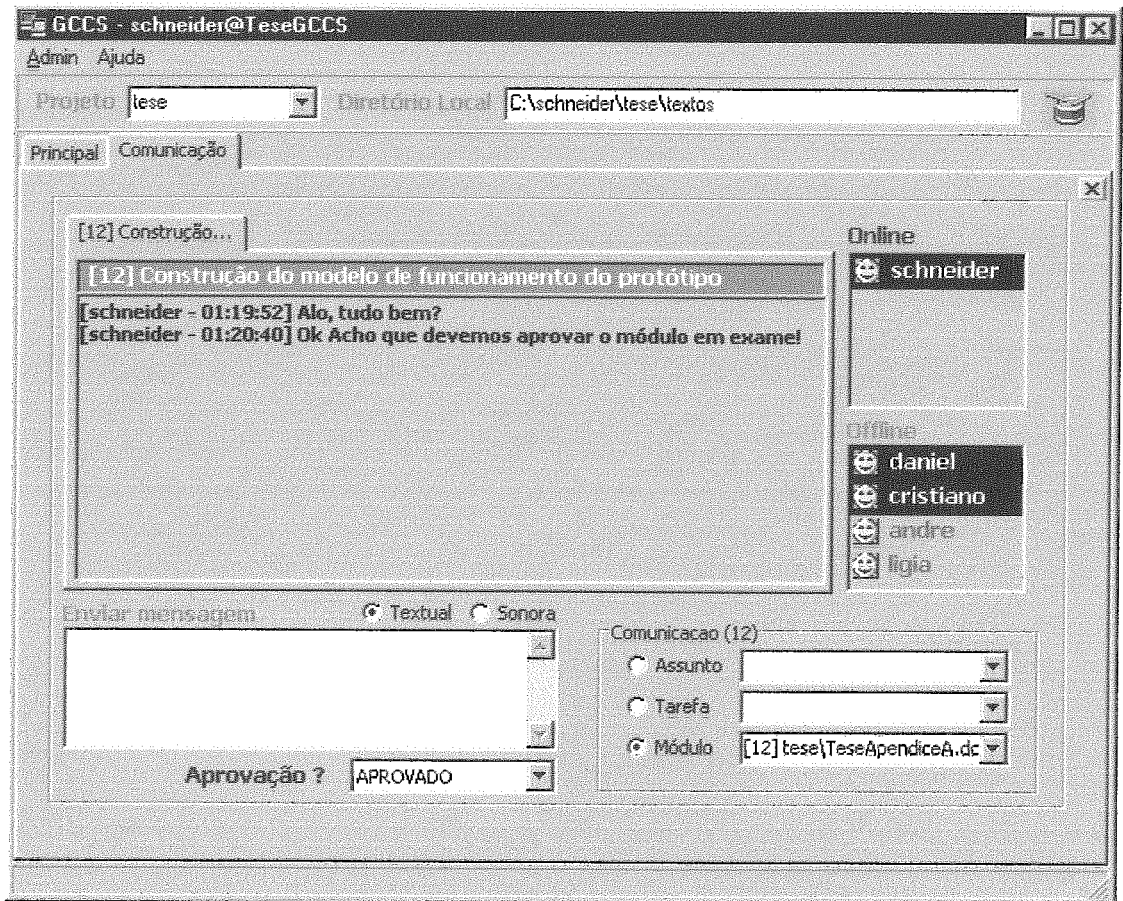 GCCS - schneider@TeseGCCS
Admin Ajuda
Projeto tese Diretório Local C:\schneider\tese\textos
Principal Comunicação
[12] Construção...
Online
[12] Construção do modelo de funcionamento do protótipo
schneider
[schneider - 01:19:52] Alo, tudo bem?
[schneider - 01:20:40] Ok Acho que devemos aprovar o módulo em exame!
Offline
daniel
cristiano
andre
ligia
Enviar mensagem Textual Sonora
Comunicacao (12)
Assunto
Tarefa
Módulo [12] tese\TeseApendiceA.dc
Aprovação ? APROVADO